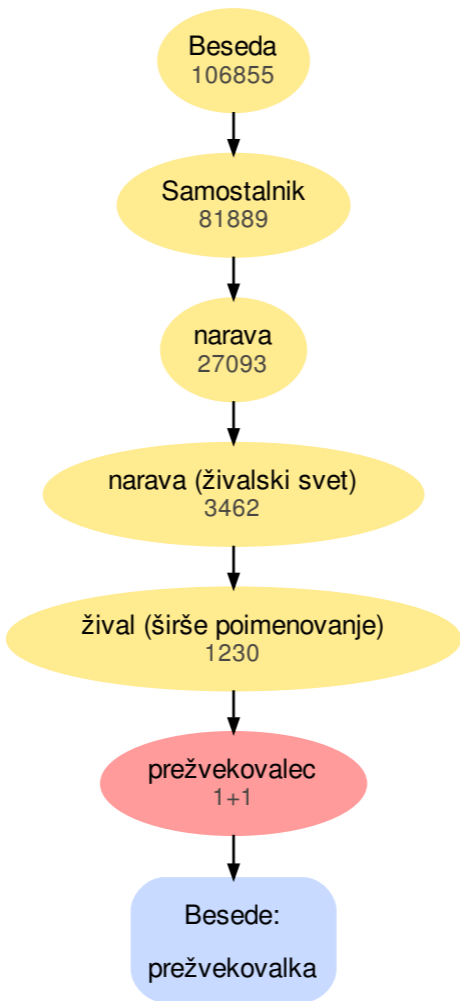 Beseda
106855
Samostalnik
81889
narava
27093
narava (živalski svet)
3462
žival (širše poimenovanje)
1230
prežvekovalec
1+1
Besede:
prežvekovalka